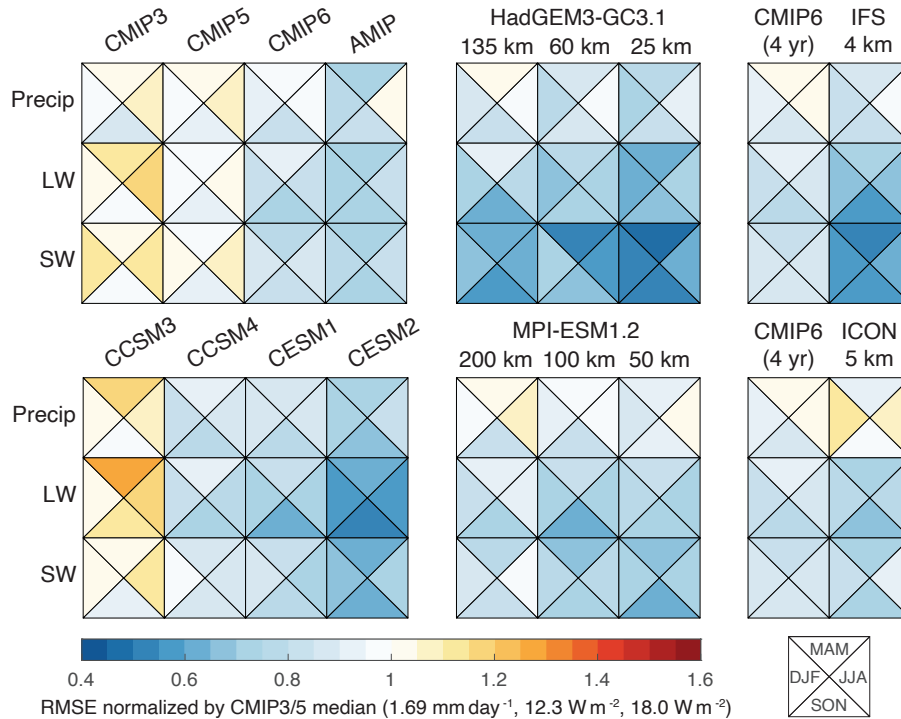 CMIP3 CMIP5 CMIP6 AMIP
HadGEM3-GC3.1
135 km 60 km 25 km
CMIP6 IFS
(4 yr) 4 km
Precip
LW
SW
CCSM3 CCSM4 CESM1 CESM2
MPI-ESM1.2
200 km 100 km 50 km
CMIP6 ICON
(4 yr) 5 km
Precip
LW
SW
0.4 0.6 0.8 1 1.2 1.4 1.6
RMSE normalized by CMIP3/5 median (1.69 mm day⁻¹, 12.3 W m⁻², 18.0 W m⁻²)
MAM
DJF JJA
SON